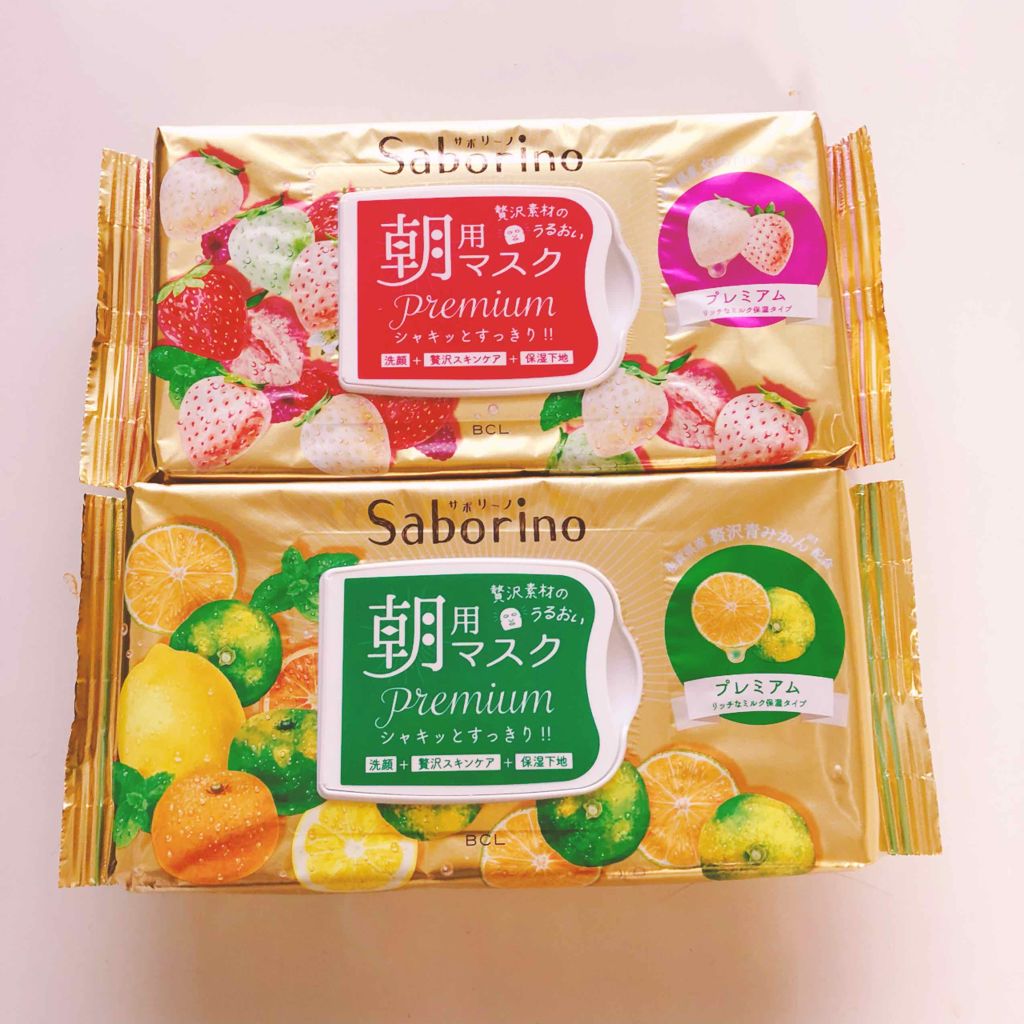 サボリーノ
Saborino
贅沢素材の
うるおい
朝用マスク
Premium
シャキッとすっきり!!
洗顔 + 贅沢スキンケア + 保湿下地
プレミアム
リッチなミルク保湿タイプ
BCL
サボリーノ
Saborino
贅沢素材の
うるおい
朝用マスク
Premium
シャキッとすっきり!!
洗顔 + 贅沢スキンケア + 保湿下地
贅沢青みかん 配合
プレミアム
リッチなミルク保湿タイプ
BCL